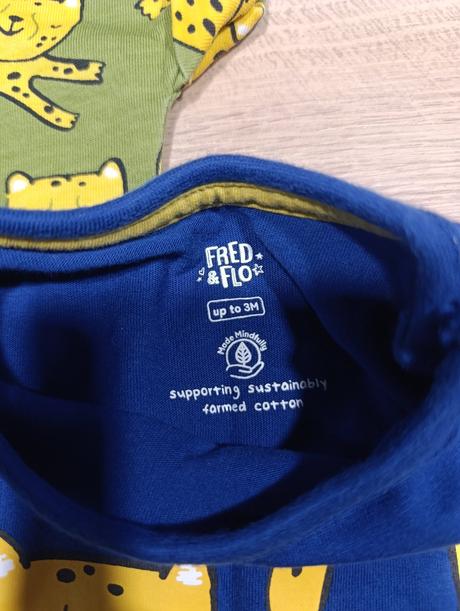 FRED
& FLO
up to 3M
Made Mindfully
supporting sustainably
farmed cotton